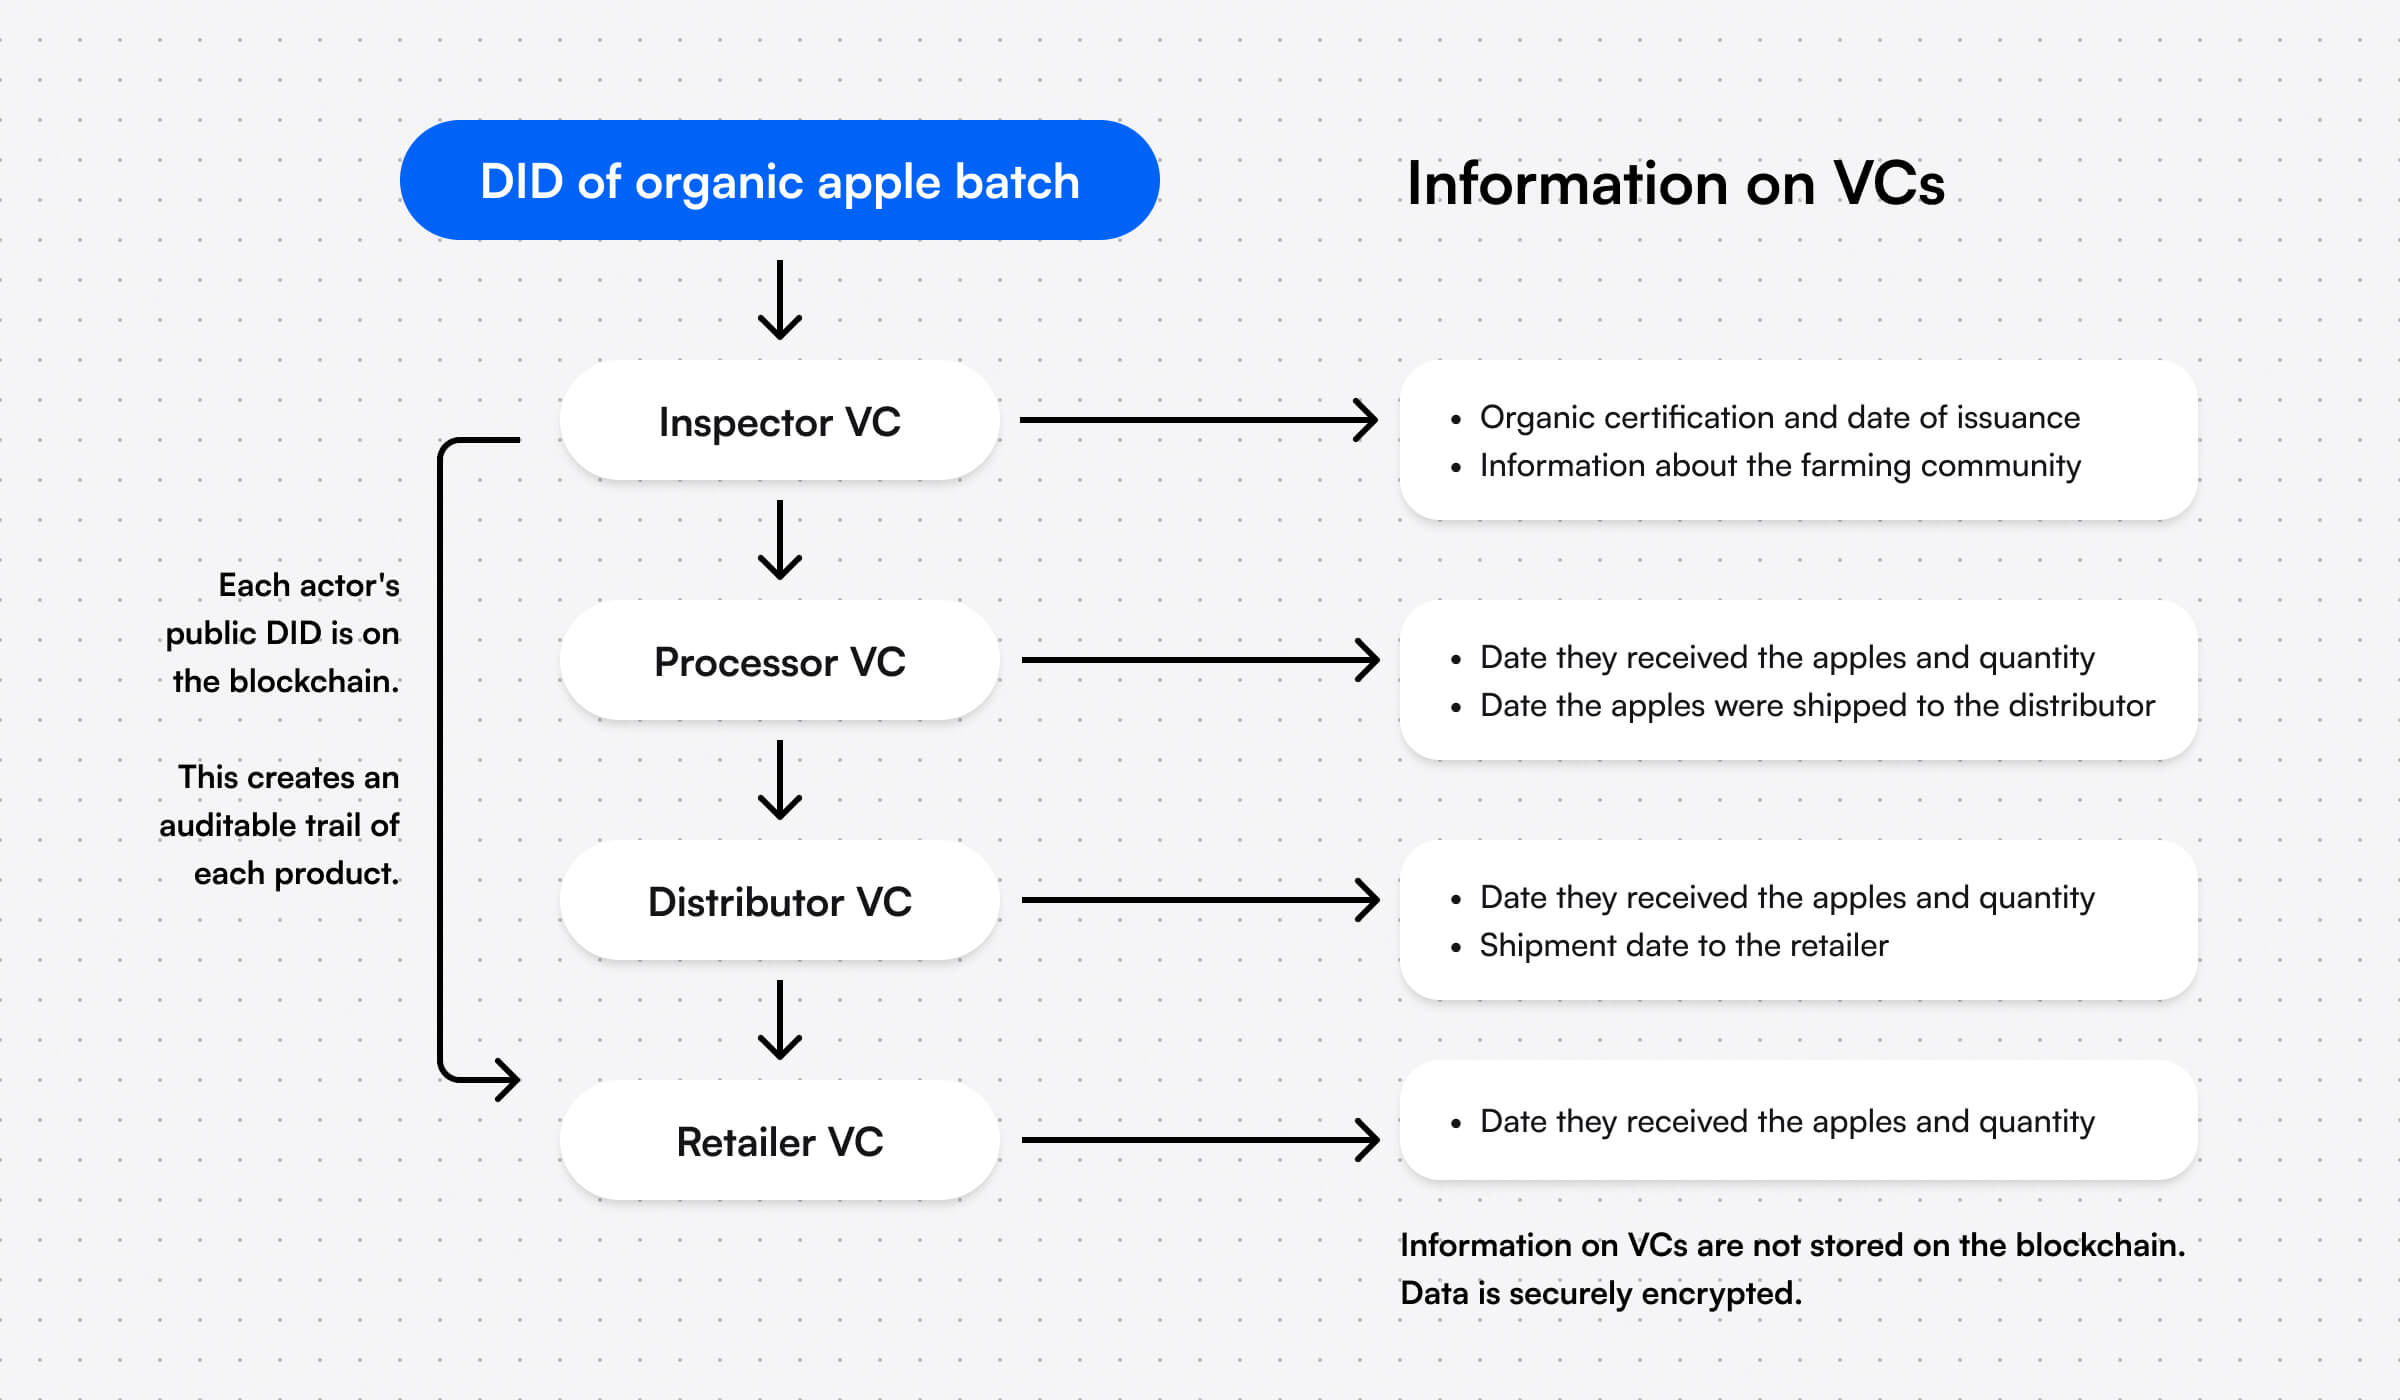 DID of organic apple batch
Information on VCs
Inspector VC
• Organic certification and date of issuance
• Information about the farming community
Each actor's
public DID is on
the blockchain.
This creates an
auditable trail of
each product.
Processor VC
• Date they received the apples and quantity
• Date the apples were shipped to the distributor
Distributor VC
• Date they received the apples and quantity
• Shipment date to the retailer
Retailer VC
• Date they received the apples and quantity
Information on VCs are not stored on the blockchain.
Data is securely encrypted.